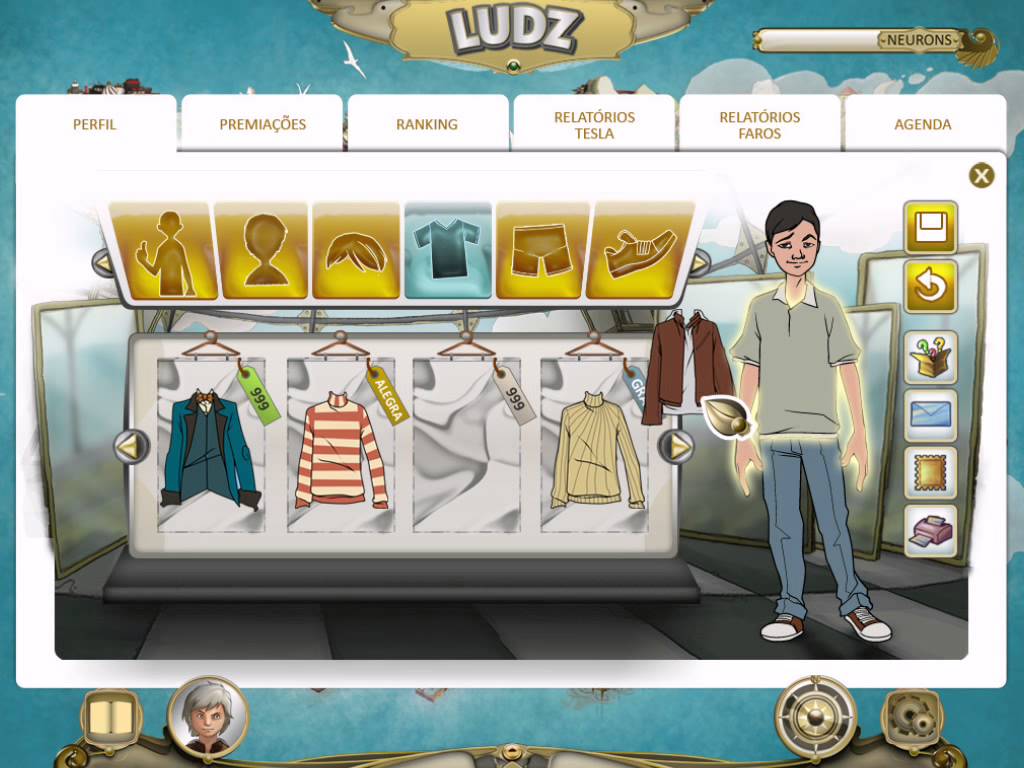 LUDZ
NEURONS
PERFIL
PREMIAÇÕES
RANKING
RELATÓRIOS
TESLA
RELATÓRIOS
FAROS
AGENDA
X
999
ALEGRA
999